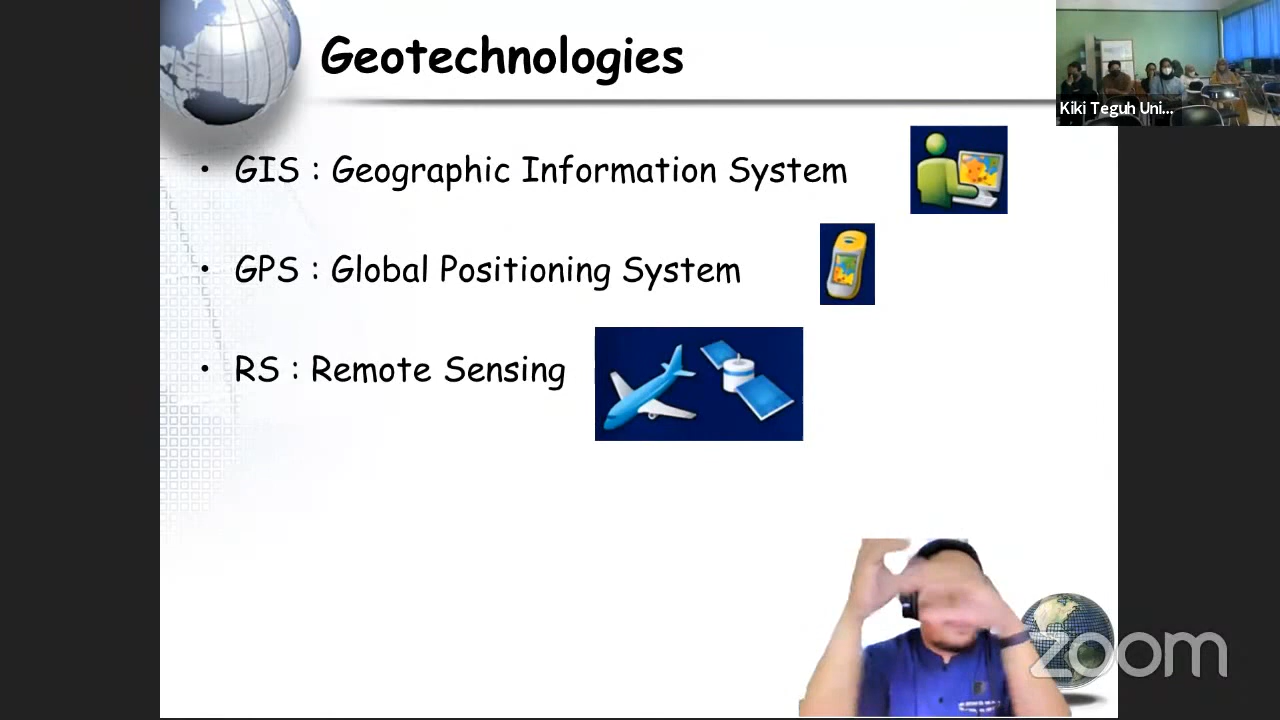 Geotechnologies
Kiki Teguh Uni...
• GIS : Geographic Information System
• GPS : Global Positioning System
• RS : Remote Sensing
zoom